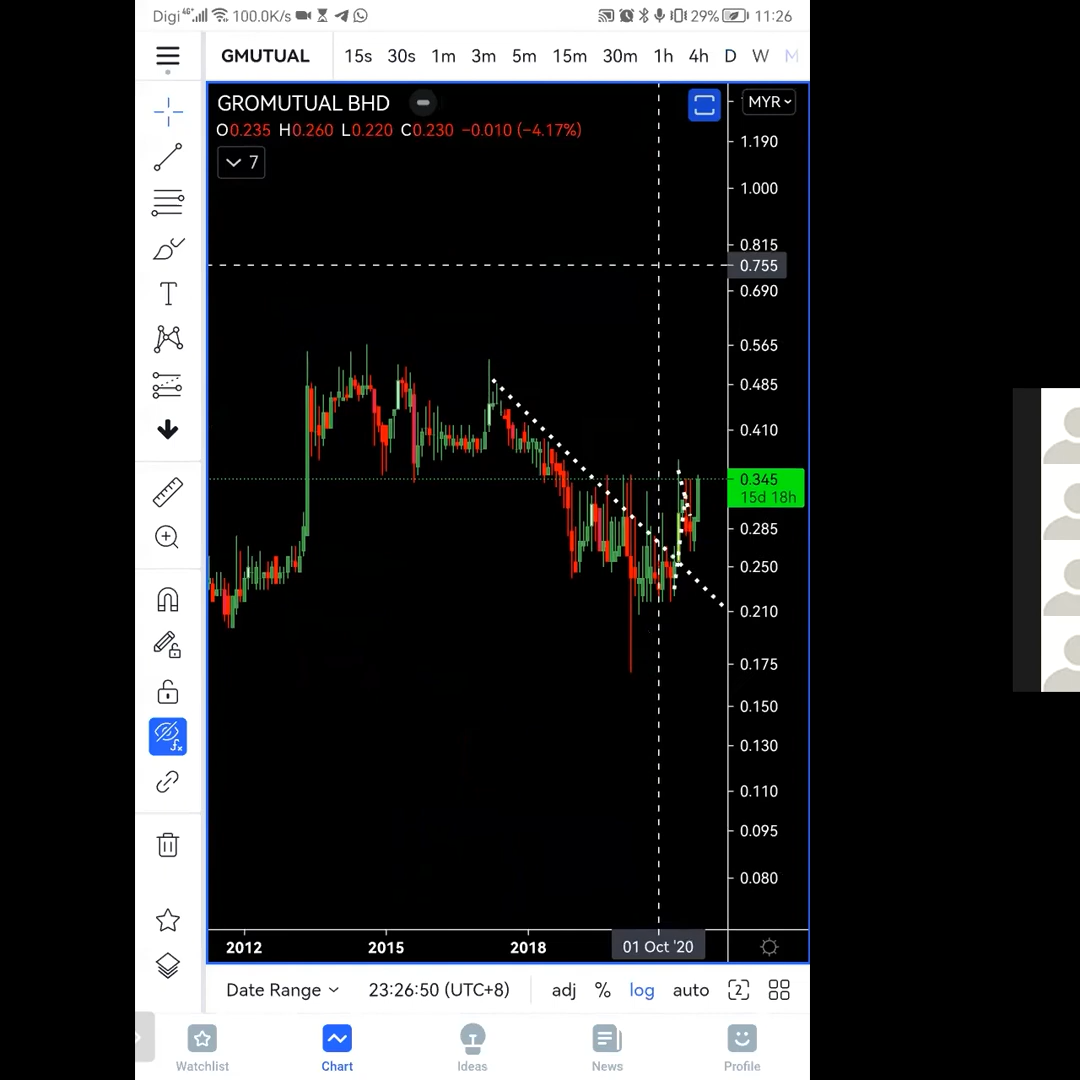 Digi 4G 100.0K/s 29% 11:26
GMUTUAL 15s 30s 1m 3m 5m 15m 30m 1h 4h D W M
GROMUTUAL BHD
MYR
O0.235 H0.260 L0.220 C0.230 −0.010 (−4.17%)
7
1.190
1.000
0.815
0.755
0.690
0.565
0.485
0.410
0.345
15d 18h
0.285
0.250
0.210
0.175
0.150
0.130
0.110
0.095
0.080
2012 2015 2018 01 Oct '20
Date Range 23:26:50 (UTC+8) adj % log auto 2
Watchlist Chart Ideas News Profile